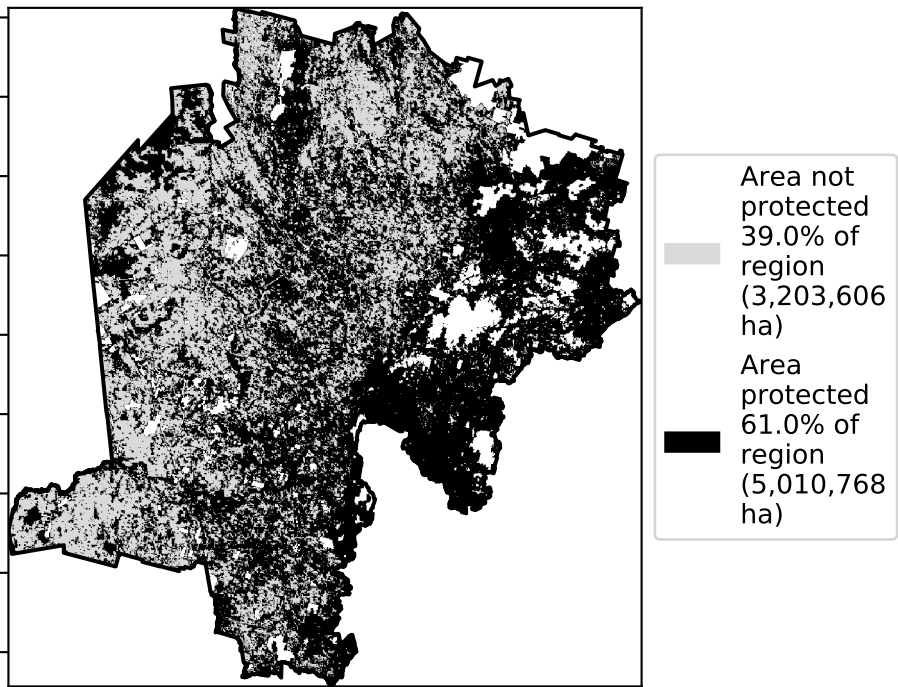 Area not
protected
39.0% of
region
(3,203,606
ha)
Area
protected
61.0% of
region
(5,010,768
ha)